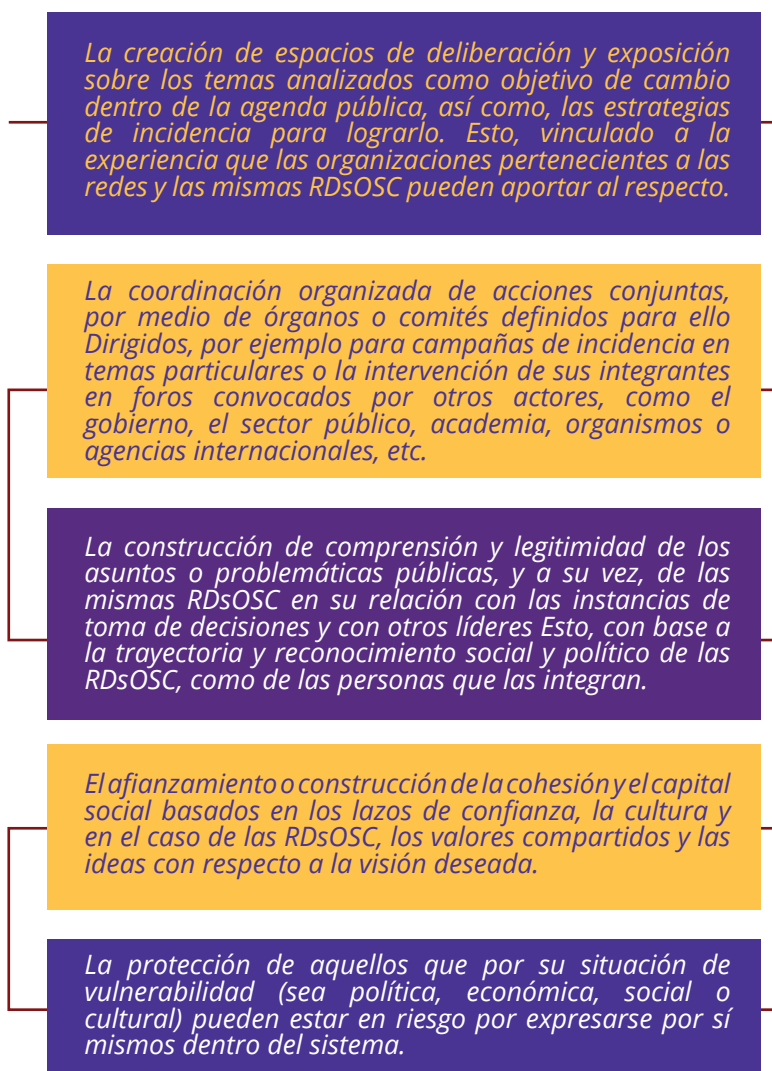 La creación de espacios de deliberación y exposición
sobre los temas analizados como objetivo de cambio
dentro de la agenda pública, así como, las estrategias
de incidencia para lograrlo. Esto, vinculado a la
experiencia que las organizaciones pertenecientes a las
redes y las mismas RDsOSC pueden aportar al respecto.
La coordinación organizada de acciones conjuntas,
por medio de órganos o comités definidos para ello
Dirigidos, por ejemplo para campañas de incidencia en
temas particulares o la intervención de sus integrantes
en foros convocados por otros actores, como el
gobierno, el sector público, academia, organismos o
agencias internacionales, etc.
La construcción de comprensión y legitimidad de los
asuntos o problemáticas públicas, y a su vez, de las
mismas RDsOSC en su relación con las instancias de
toma de decisiones y con otros líderes Esto, con base a
la trayectoria y reconocimiento social y político de las
RDsOSC, como de las personas que las integran.
El afianzamiento o construcción de la cohesión y el capital
social basados en los lazos de confianza, la cultura y
en el caso de las RDsOSC, los valores compartidos y las
ideas con respecto a la visión deseada.
La protección de aquellos que por su situación de
vulnerabilidad (sea política, económica, social o
cultural) pueden estar en riesgo por expresarse por sí
mismos dentro del sistema.